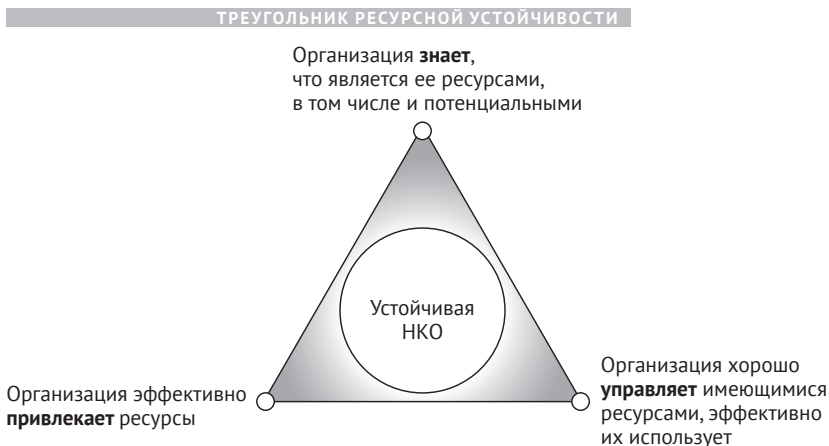 ТРЕУГОЛЬНИК РЕСУРСНОЙ УСТОЙЧИВОСТИ
Организация знает,
что является ее ресурсами,
в том числе и потенциальными
Устойчивая
НКО
Организация эффективно
привлекает ресурсы
Организация хорошо
управляет имеющимися
ресурсами, эффективно
их использует